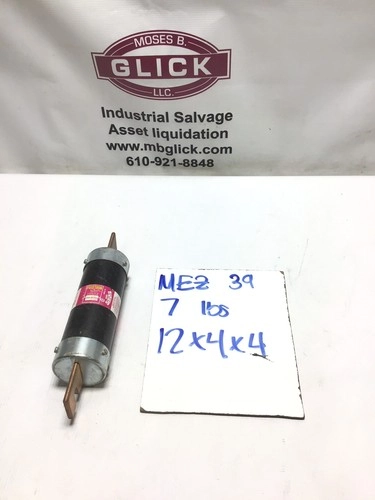 MOSES B.
GLICK
LLC.
Industrial Salvage
Asset liquidation
www.mbglick.com
610-921-8848
MEZ 39
7 lbs
12x4x4